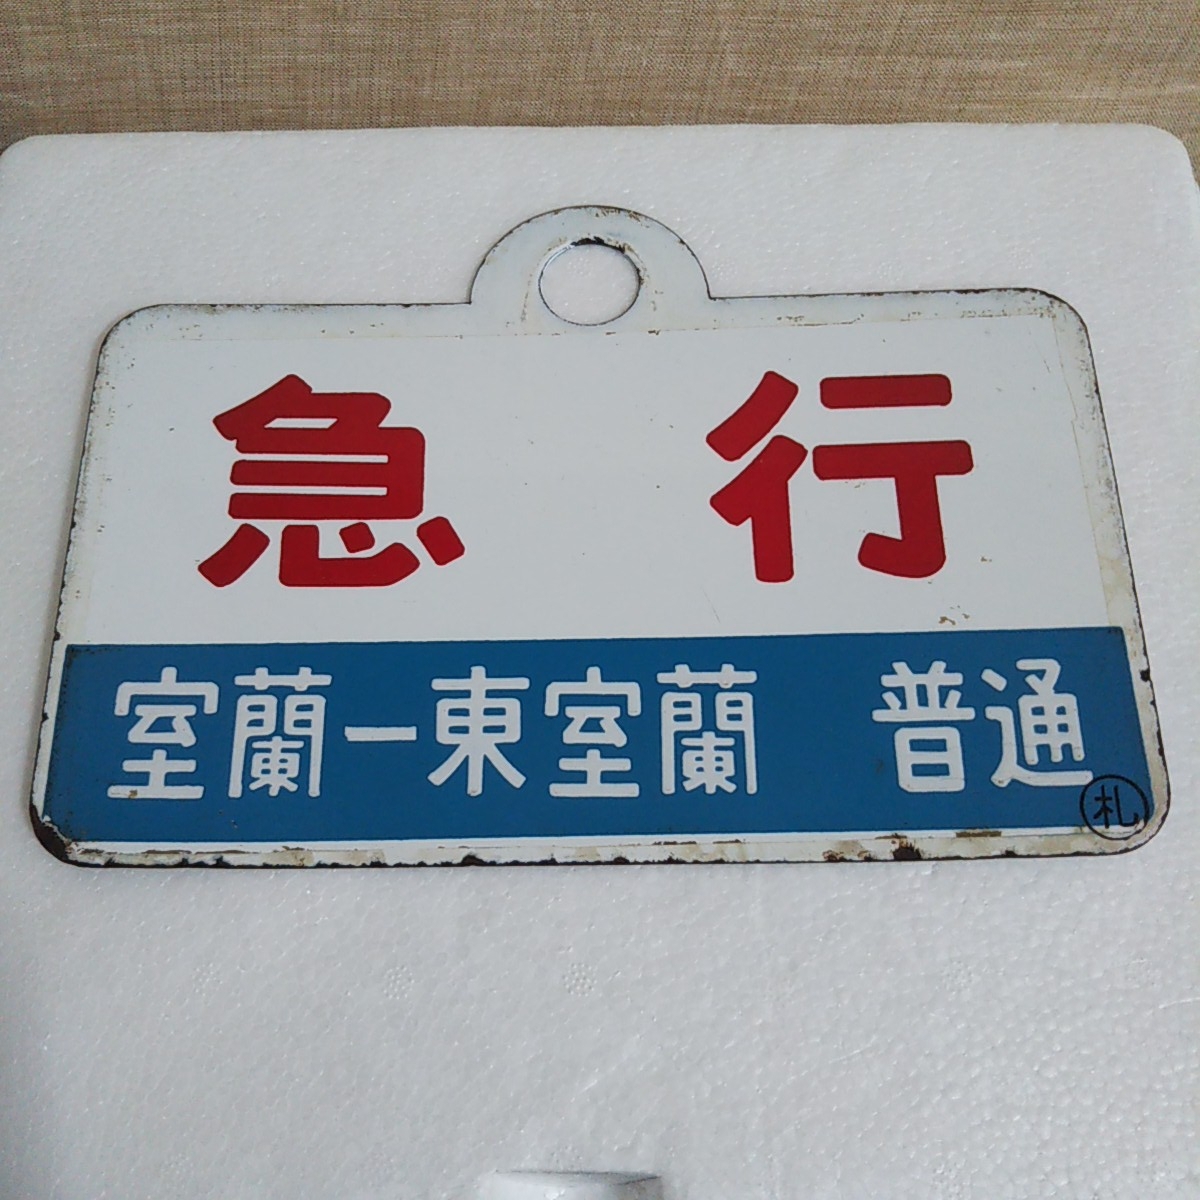 急行
室蘭ー東室蘭 普通
札